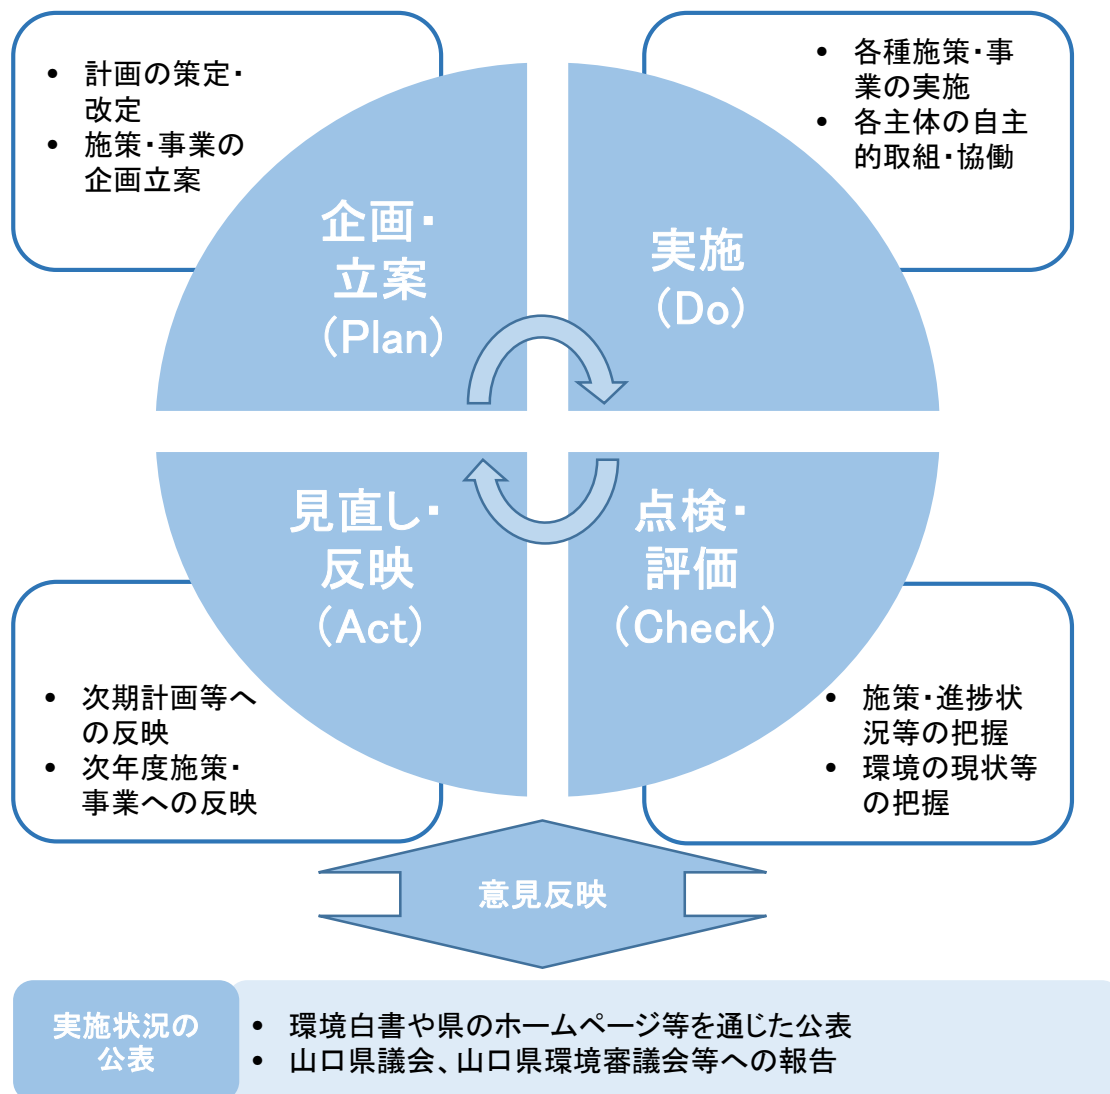 • 計画の策定・
改定
• 施策・事業の
企画立案
• 各種施策・事
業の実施
• 各主体の自主
的取組・協働
企画・
立案
（Plan）
実施
（Do）
見直し・
反映
（Act）
点検・
評価
（Check）
• 次期計画等へ
の反映
• 次年度施策・
事業への反映
• 施策・進捗状
況等の把握
• 環境の現状等
の把握
意見反映
実施状況の
公表
• 環境白書や県のホームページ等を通じた公表
• 山口県議会、山口県環境審議会等への報告